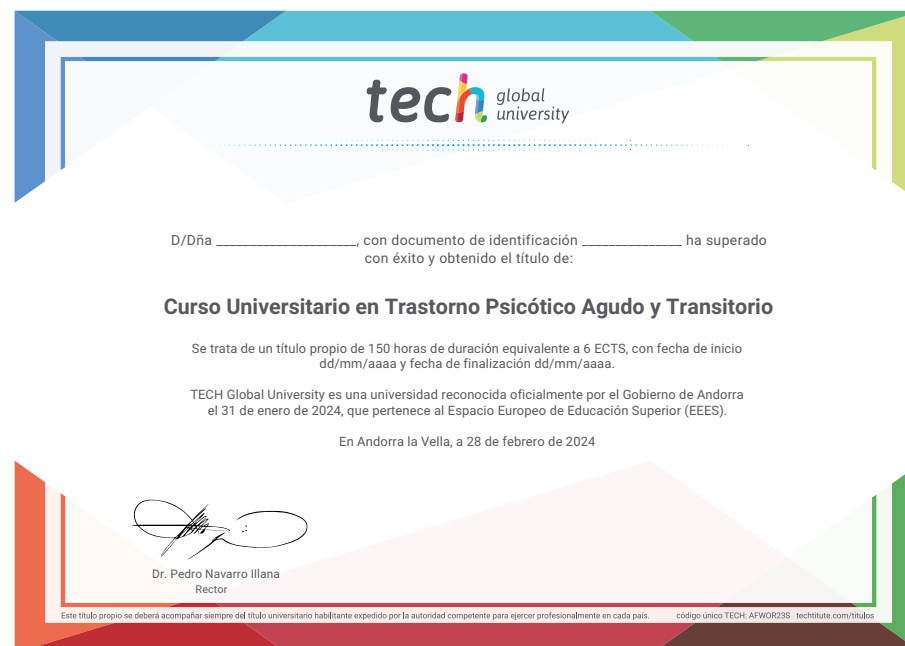 tech global university
D/Dña _____________________, con documento de identificación _______________ ha superado
con éxito y obtenido el título de:
Curso Universitario en Trastorno Psicótico Agudo y Transitorio
Se trata de un título propio de 150 horas de duración equivalente a 6 ECTS, con fecha de inicio
dd/mm/aaaa y fecha de finalización dd/mm/aaaa.
TECH Global University es una universidad reconocida oficialmente por el Gobierno de Andorra
el 31 de enero de 2024, que pertenece al Espacio Europeo de Educación Superior (EEES).
En Andorra la Vella, a 28 de febrero de 2024
Dr. Pedro Navarro Illana
Rector
Este título propio se deberá acompañar siempre del título universitario habilitante expedido por la autoridad competente para ejercer profesionalmente en cada país. código único TECH: AFWOR23S techtitute.com/titulos